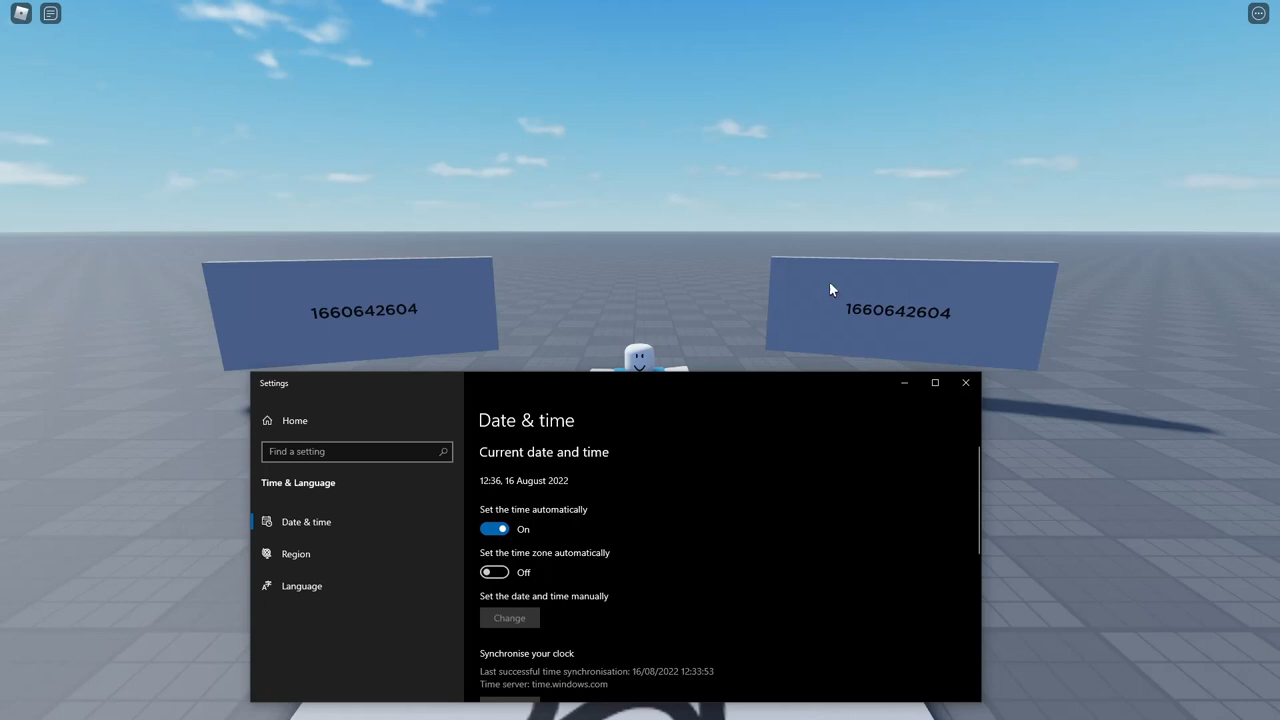 1660642604
1660642604
Settings
Home
Find a setting
Time & Language
Date & time
Region
Language
Date & time
Current date and time
12:36, 16 August 2022
Set the time automatically
On
Set the time zone automatically
Off
Set the date and time manually
Change
Synchronise your clock
Last successful time synchronisation: 16/08/2022 12:33:53
Time server: time.windows.com